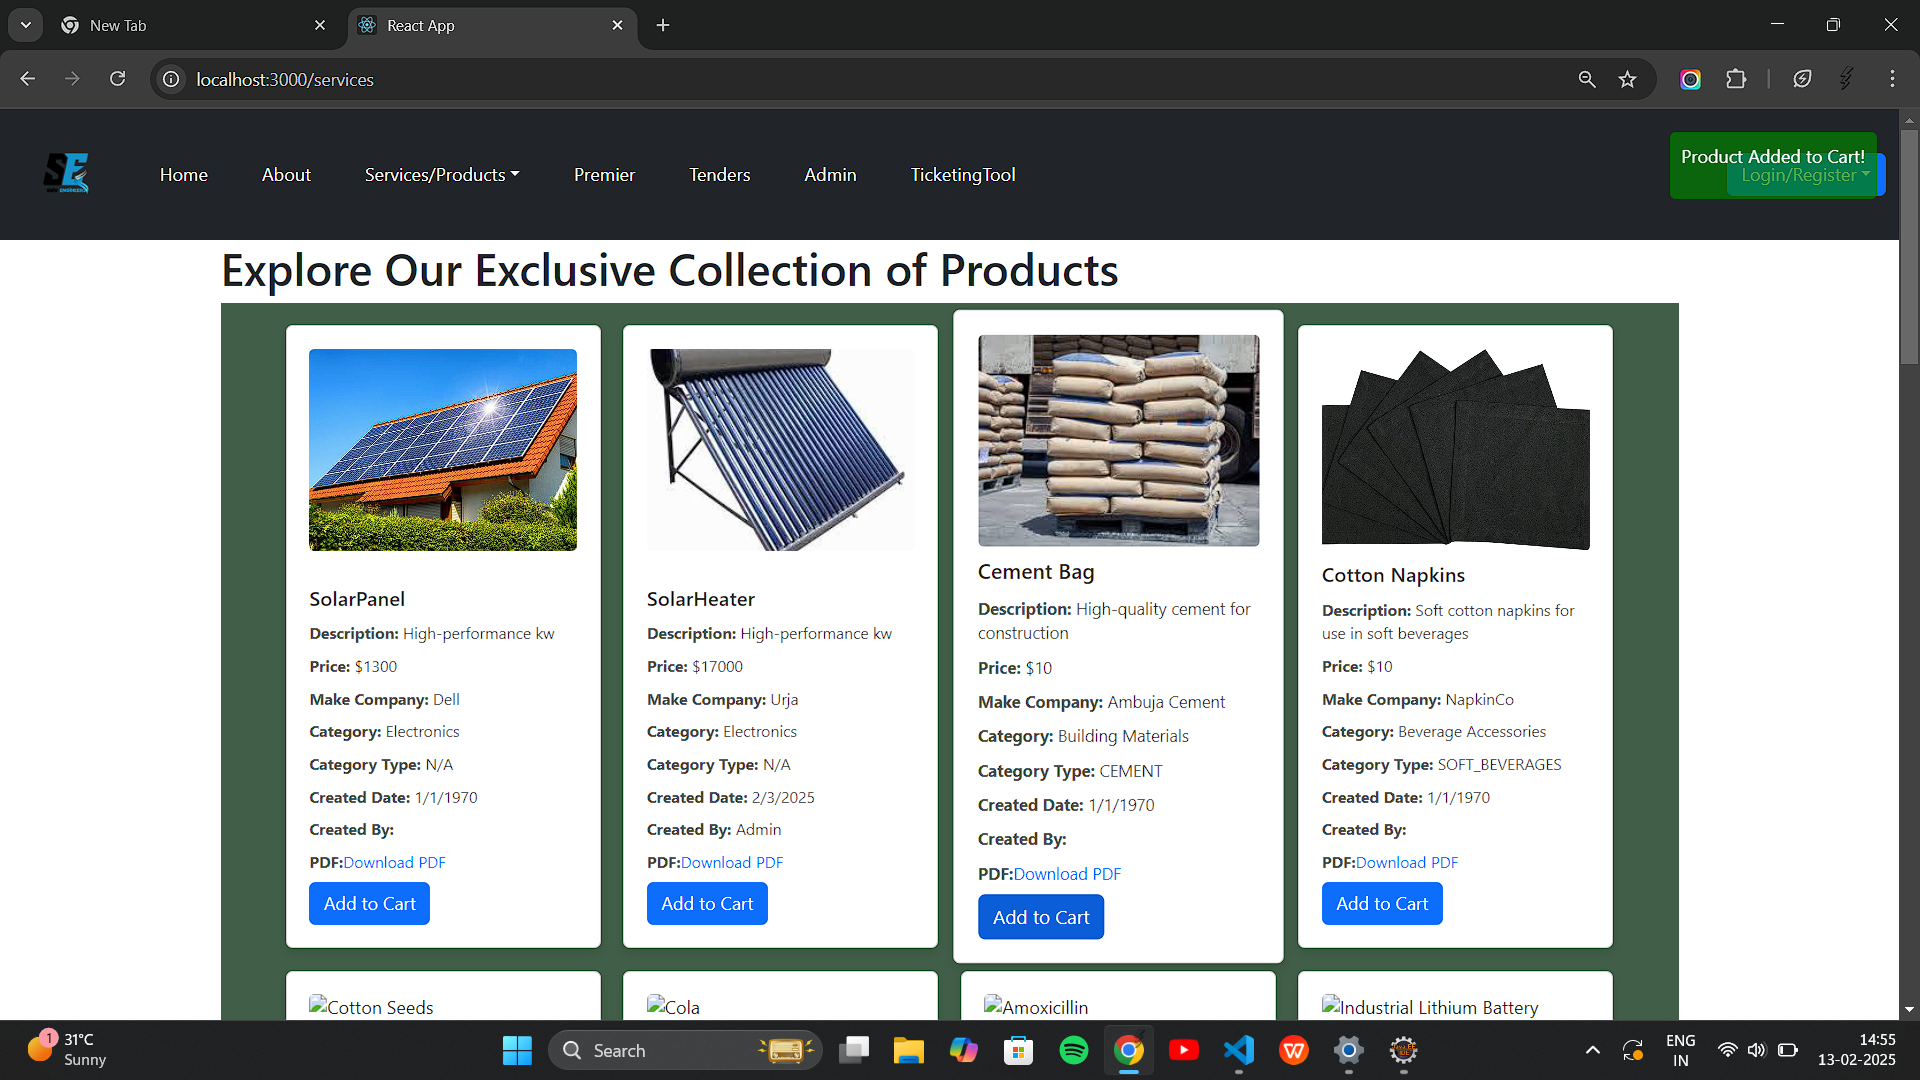 New Tab
React App
localhost:3000/services
SE
Home
About
Services/Products
Premier
Tenders
Admin
TicketingTool
Product Added to Cart!
Login/Register
Explore Our Exclusive Collection of Products
SolarPanel
Description: High-performance kw
Price: $1300
Make Company: Dell
Category: Electronics
Category Type: N/A
Created Date: 1/1/1970
Created By:
PDF:Download PDF
Add to Cart
SolarHeater
Description: High-performance kw
Price: $17000
Make Company: Urja
Category: Electronics
Category Type: N/A
Created Date: 2/3/2025
Created By: Admin
PDF:Download PDF
Add to Cart
Cement Bag
Description: High-quality cement for
construction
Price: $10
Make Company: Ambuja Cement
Category: Building Materials
Category Type: CEMENT
Created Date: 1/1/1970
Created By:
PDF:Download PDF
Add to Cart
Cotton Napkins
Description: Soft cotton napkins for
use in soft beverages
Price: $10
Make Company: NapkinCo
Category: Beverage Accessories
Category Type: SOFT_BEVERAGES
Created Date: 1/1/1970
Created By:
PDF:Download PDF
Add to Cart
Cotton Seeds
Cola
Amoxicillin
Industrial Lithium Battery
1
31°C
Sunny
Search
ENG
IN
14:55
13-02-2025